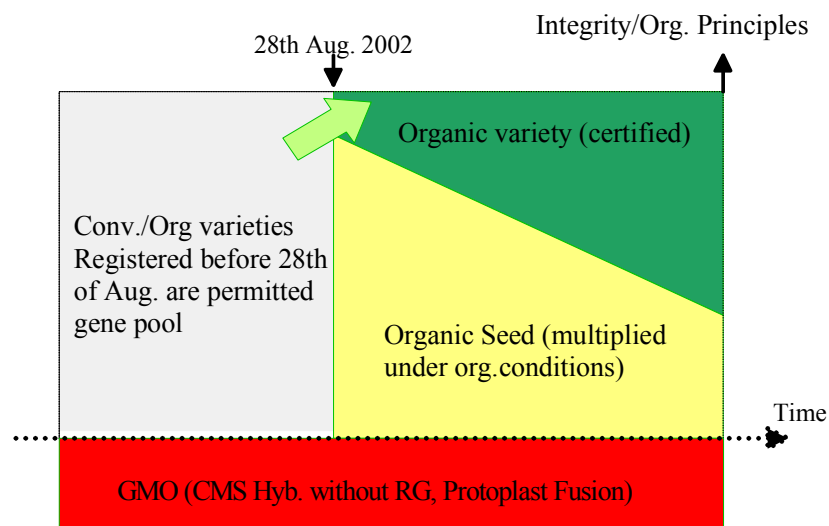 Integrity/Org. Principles
28th Aug. 2002
Organic variety (certified)
Conv./Org varieties
Registered before 28th
of Aug. are permitted
gene pool
Organic Seed (multiplied
under org.conditions)
Time
GMO (CMS Hyb. without RG, Protoplast Fusion)